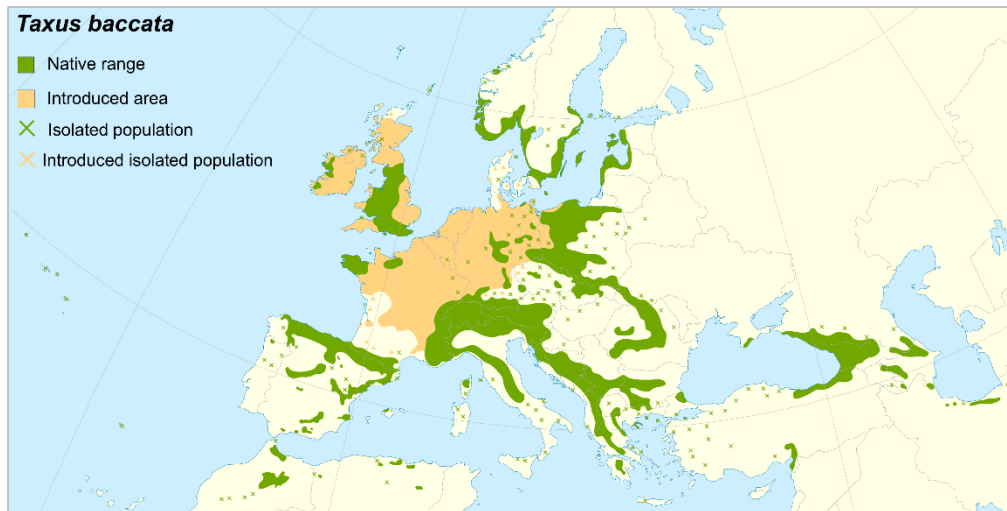 Taxus baccata
Native range
Introduced area
Isolated population
Introduced isolated population